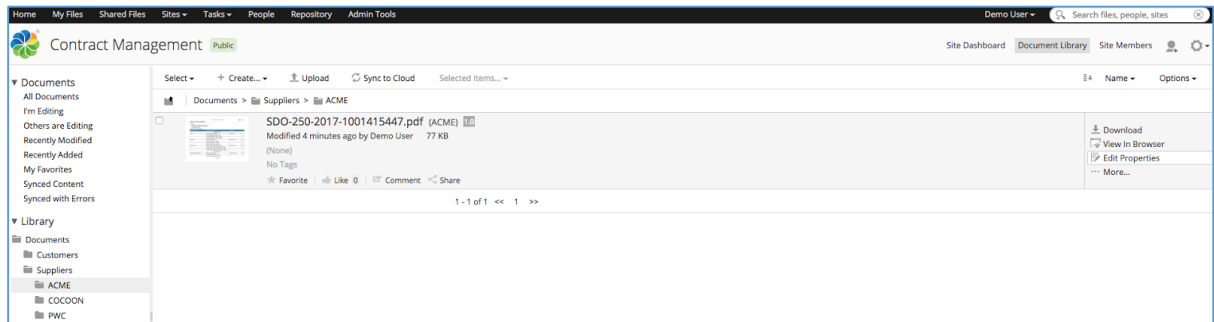 Home My Files Shared Files Sites Tasks People Repository Admin Tools Demo User Search files, people, sites
Contract Management Public Site Dashboard Document Library Site Members
Documents
All Documents
I'm Editing
Others are Editing
Recently Modified
Recently Added
My Favorites
Synced Content
Synced with Errors
Library
Documents
Customers
Suppliers
ACME
COCOON
PWC
Select + Create... Upload Sync to Cloud Selected Items... Name Options
Documents > Suppliers > ACME
SDO-250-2017-1001415447.pdf (ACME) 1.0
Modified 4 minutes ago by Demo User 77 KB
(None)
No Tags
Favorite Like 0 Comment Share
Download
View In Browser
Edit Properties
... More...
1 - 1 of 1 << 1 >>